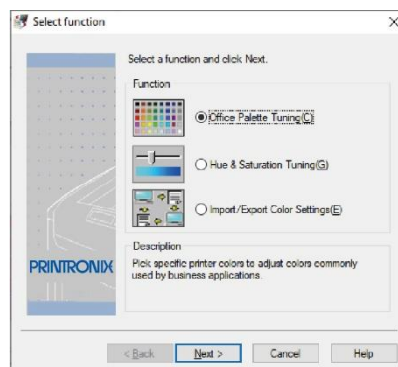 Select function
Select a function and click Next.
Function
Office Palette Tuning(C)
Hue & Saturation Tuning(G)
Import/Export Color Settings(E)
Description
Pick specific printer colors to adjust colors commonly
used by business applications.
PRINTRONIX
< Back Next > Cancel Help